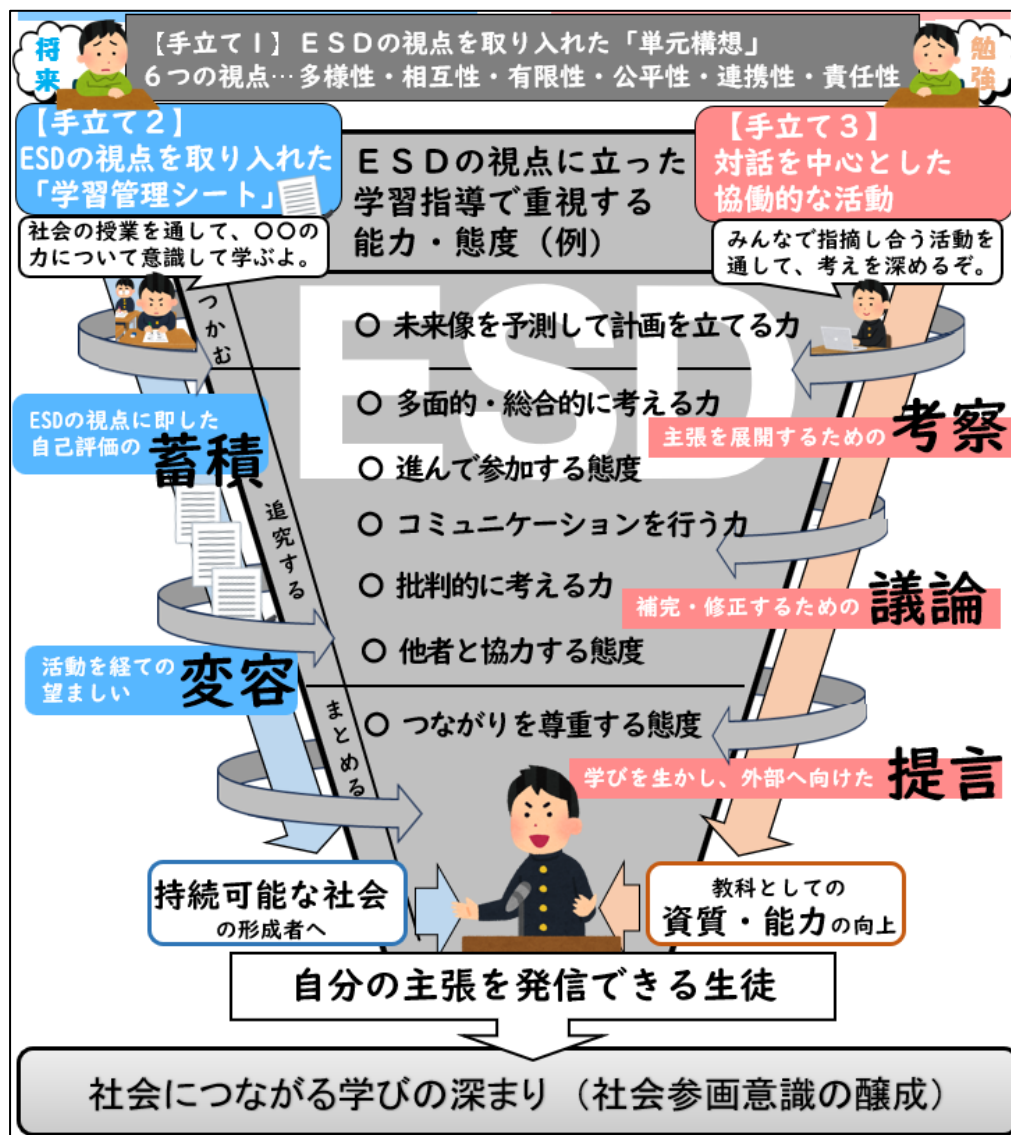 将来
勉強
【手立て1】ESDの視点を取り入れた「単元構想」
6つの視点…多様性・相互性・有限性・公平性・連携性・責任性
【手立て2】
ESDの視点を取り入れた
「学習管理シート」
ESDの視点に立った
学習指導で重視する
能力・態度（例）
【手立て3】
対話を中心とした
協働的な活動
社会の授業を通して、〇〇の
力について意識して学ぶよ。
みんなで指摘し合う活動を
通して、考えを深めるぞ。
ESD
つかむ
〇 未来像を予測して計画を立てる力
追究する
〇 多面的・総合的に考える力
〇 進んで参加する態度
〇 コミュニケーションを行う力
〇 批判的に考える力
〇 他者と協力する態度
まとめる
〇 つながりを尊重する態度
ESDの視点に即した
自己評価の 蓄積
活動を経ての
望ましい 変容
主張を展開するための 考察
補完・修正するための 議論
学びを生かし、外部へ向けた 提言
持続可能な社会
の形成者へ
教科としての
資質・能力の向上
自分の主張を発信できる生徒
社会につながる学びの深まり（社会参画意識の醸成）